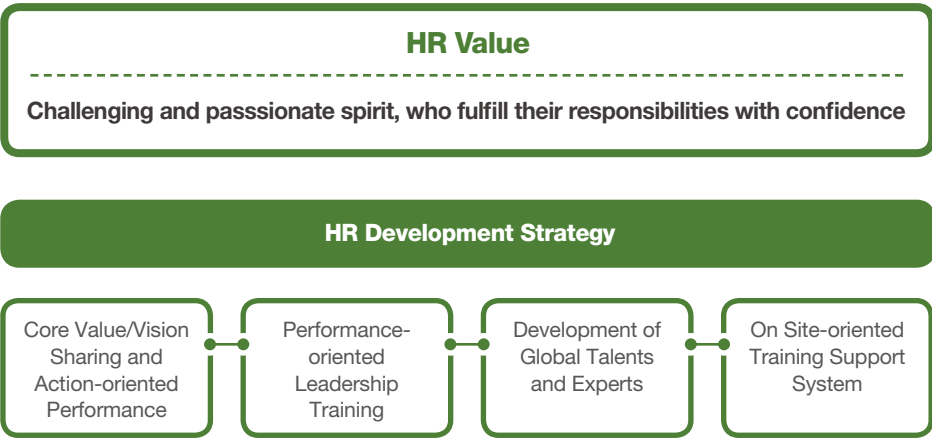 HR Value
Challenging and passsionate spirit, who fulfill their responsibilities with confidence
HR Development Strategy
Core Value/Vision
Sharing and
Action-oriented
Performance
Performance-
oriented
Leadership
Training
Development of
Global Talents
and Experts
On Site-oriented
Training Support
System